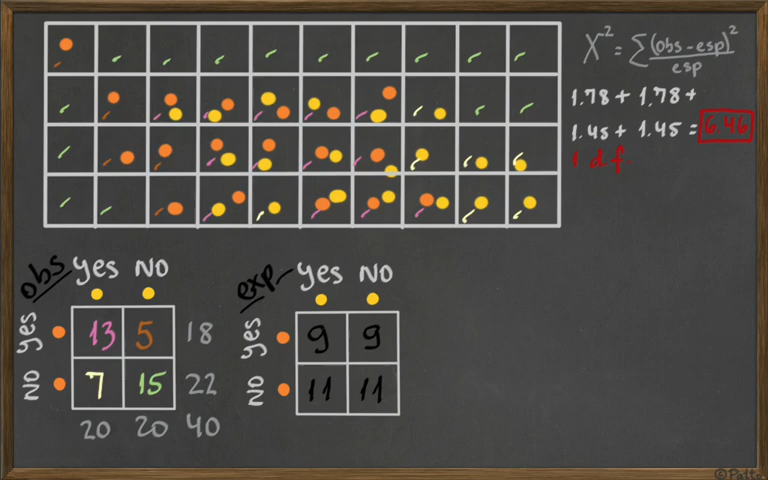 X² = Σ (obs - esp)² / esp
1.78 + 1.78 +
1.45 + 1.45 = 6.46
1 d f.
obs YES NO
YES 13 5 18
NO 7 15 22
20 20 40
exp YES NO
YES 9 9
NO 11 11